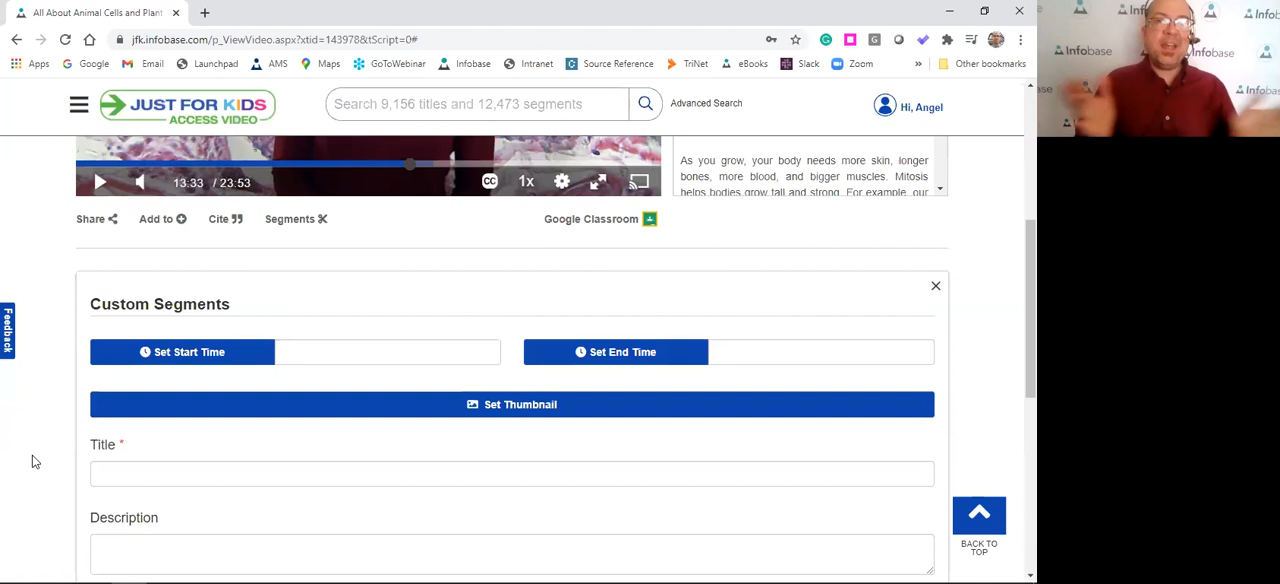 All About Animal Cells and Plant
jfk.infobase.com/p_ViewVideo.aspx?xtid=143978&tScript=0#
Apps Google Email Launchpad AMS Maps GoToWebinar Infobase Intranet Source Reference TriNet eBooks Slack Zoom » Other bookmarks
JUST FOR KIDS
ACCESS VIDEO
Search 9,156 titles and 12,473 segments
Advanced Search
Hi, Angel
As you grow, your body needs more skin, longer
bones, more blood, and bigger muscles. Mitosis
helps bodies grow tall and strong. For example, our
13:33 / 23:53
CC 1x
Share Add to Cite Segments
Google Classroom
Custom Segments
Set Start Time
Set End Time
Set Thumbnail
Title *
Description
Feedback
BACK TO
TOP
Infobase
Infobase